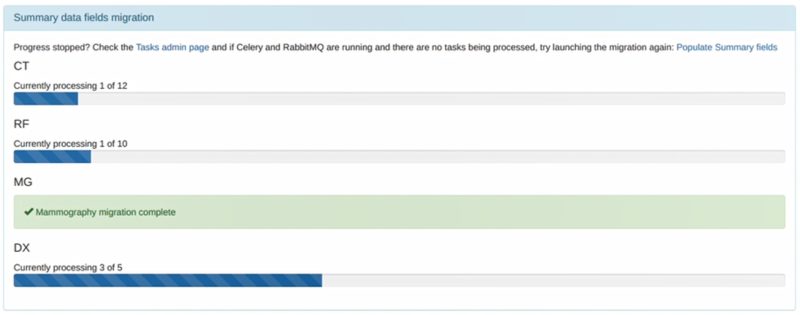 Summary data fields migration
Progress stopped? Check the Tasks admin page and if Celery and RabbitMQ are running and there are no tasks being processed, try launching the migration again: Populate Summary fields
CT
Currently processing 1 of 12
RF
Currently processing 1 of 10
MG
Mammography migration complete
DX
Currently processing 3 of 5